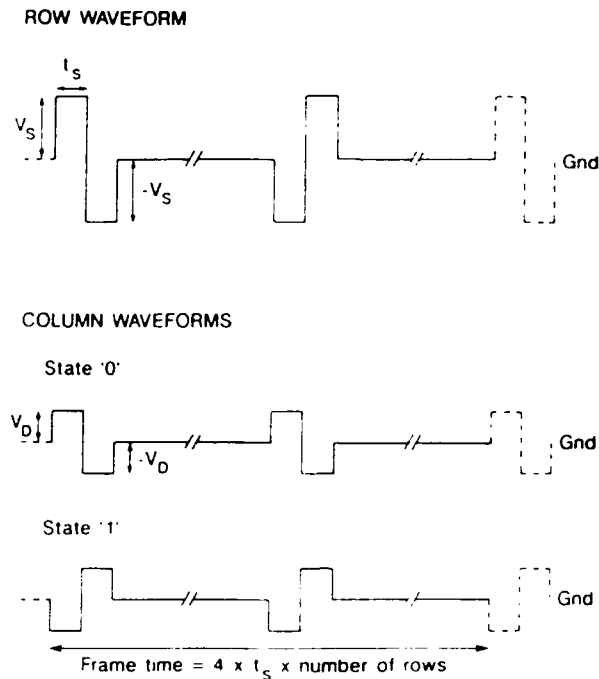 ROW WAVEFORM
t_S
V_S
-V_S
Gnd
COLUMN WAVEFORMS
State '0'
V_D
-V_D
Gnd
State '1'
Gnd
Frame time = 4 x t_S x number of rows